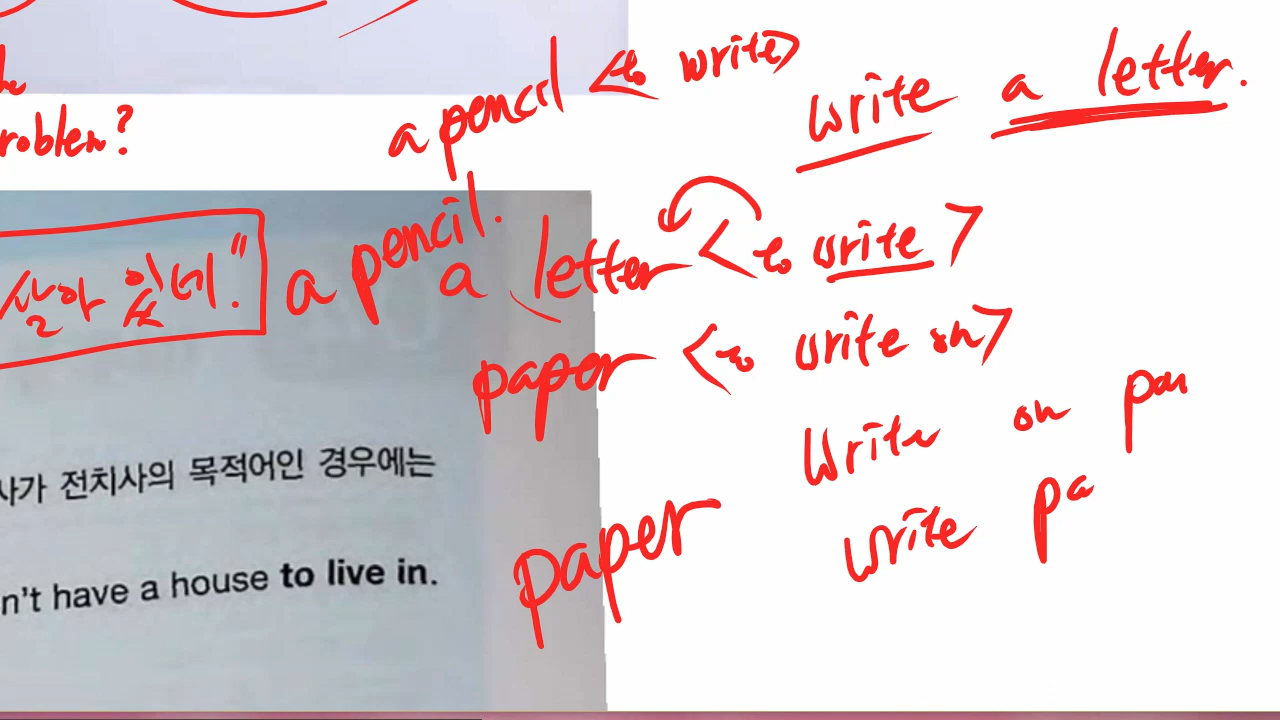 a pencil <to write>
write a letter.
he
roblem?
살아 있네."
a pencil.
a letter <to write>
paper <to write on>
Write on pa
write pa
paper
사가 전치사의 목적어인 경우에는
n't have a house to live in.